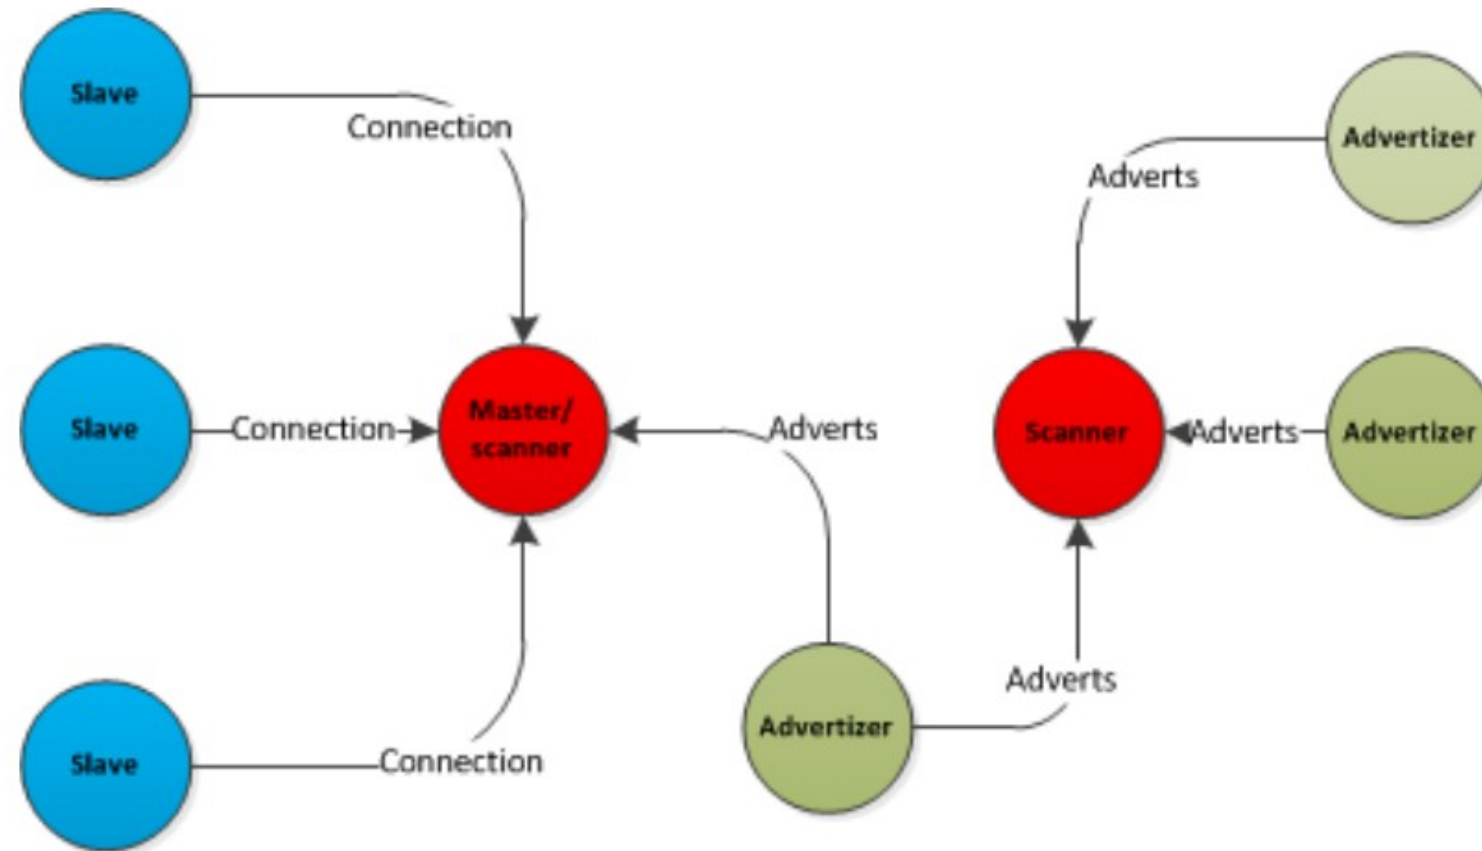 Slave
Connection
Advertizer
Adverts
Slave
Connection
Master/
scanner
Adverts
Scanner
Adverts
Advertizer
Adverts
Advertizer
Slave
Connection